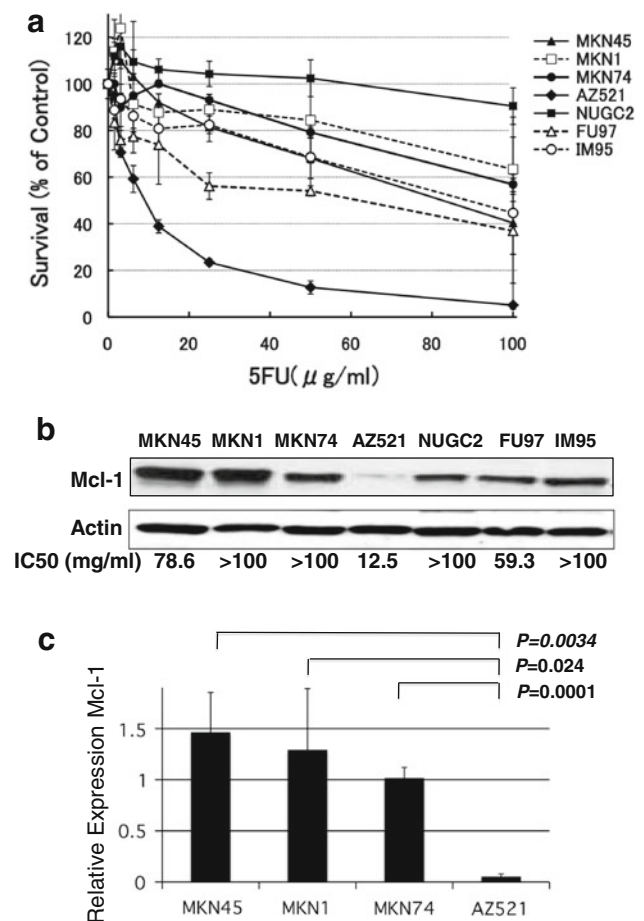 a
120
100
80
60
40
20
0
Survival (% of Control)
0 20 40 60 80 100
5FU(μg/ml)
MKN45
MKN1
MKN74
AZ521
NUGC2
FU97
IM95
b
MKN45 MKN1 MKN74 AZ521 NUGC2 FU97 IM95
Mcl-1
Actin
IC50 (mg/ml) 78.6 >100 >100 12.5 >100 59.3 >100
c
P=0.0034
P=0.024
P=0.0001
Relative Expression Mcl-1
1.5
1
0.5
0
MKN45 MKN1 MKN74 AZ521